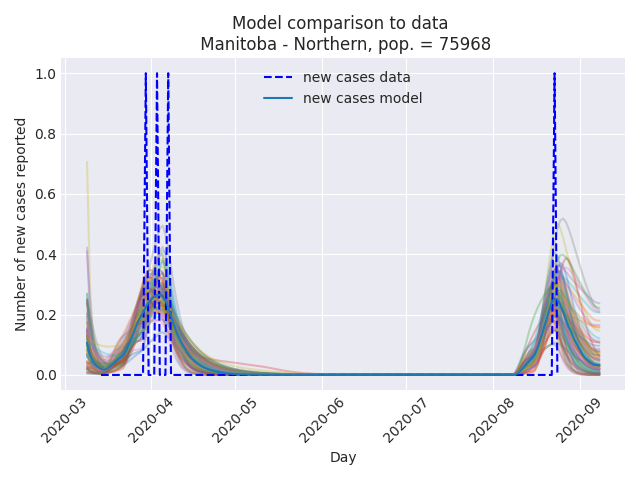 Model comparison to data
Manitoba - Northern, pop. = 75968
new cases data
new cases model
Number of new cases reported
1.0
0.8
0.6
0.4
0.2
0.0
2020-03
2020-04
2020-05
2020-06
2020-07
2020-08
2020-09
Day